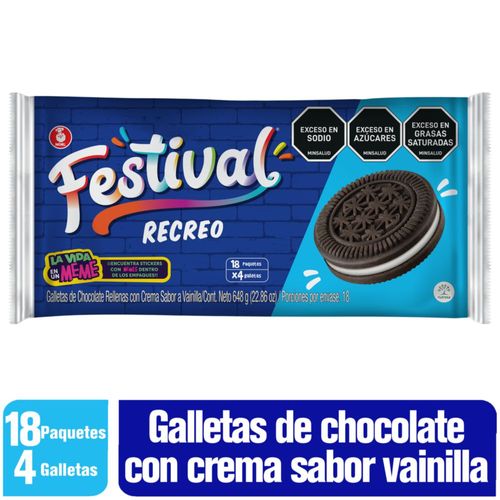 EXCESO EN
SODIO
MINSALUD
EXCESO EN
AZÚCARES
MINSALUD
EXCESO EN
GRASAS
SATURADAS
MINSALUD
Festival
RECREO
LA VIDA
EN UN MEME
¡ENCUENTRA STICKERS
CON MEMES DENTRO
DE LOS EMPAQUES!
18 Paquetes
x4 galletas
Galletas de Chocolate Rellenas con Crema Sabor a Vainilla/Cont. Neto 648 g (22.86 oz) / Porciones por envase: 18
18 Paquetes
4 Galletas
Galletas de chocolate
con crema sabor vainilla